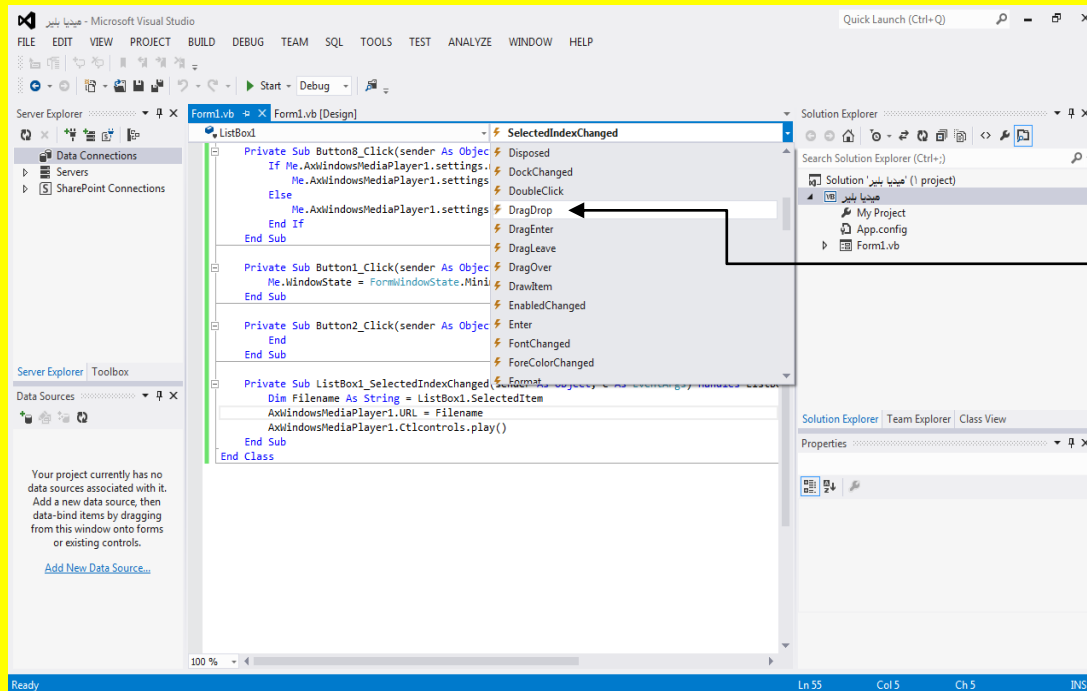 هيديا بلير - Microsoft Visual Studio
Quick Launch (Ctrl+Q)
FILE EDIT VIEW PROJECT BUILD DEBUG TEAM SQL TOOLS TEST ANALYZE WINDOW HELP
Start Debug
Server Explorer
Data Connections
Servers
SharePoint Connections
Server Explorer Toolbox
Data Sources
Your project currently has no
data sources associated with it.
Add a new data source, then
data-bind items by dragging
from this window onto forms
or existing controls.
Add New Data Source...
Form1.vb Form1.vb [Design]
ListBox1 SelectedIndexChanged
Private Sub Button8_Click(sender As Objec
If Me.AxWindowsMediaPlayer1.settings.
Me.AxWindowsMediaPlayer1.settings
Else
Me.AxWindowsMediaPlayer1.settings
End If
End Sub
Private Sub Button1_Click(sender As Objec
Me.WindowState = FormWindowState.Mini
End Sub
Private Sub Button2_Click(sender As Objec
End
End Sub
Private Sub ListBox1_SelectedIndexChanged(sender As Object, e As EventArgs) Handles ListBo
Dim Filename As String = ListBox1.SelectedItem
AxWindowsMediaPlayer1.URL = Filename
AxWindowsMediaPlayer1.Ctlcontrols.play()
End Sub
End Class
Disposed
DockChanged
DoubleClick
DragDrop
DragEnter
DragLeave
DragOver
DrawItem
EnabledChanged
Enter
FontChanged
ForeColorChanged
Format
100 %
Solution Explorer
Search Solution Explorer (Ctrl+;)
Solution 'هيديا بلير' (١ project)
هيديا بلير
My Project
App.config
Form1.vb
Solution Explorer Team Explorer Class View
Properties
Ready Ln 55 Col 5 Ch 5 INS